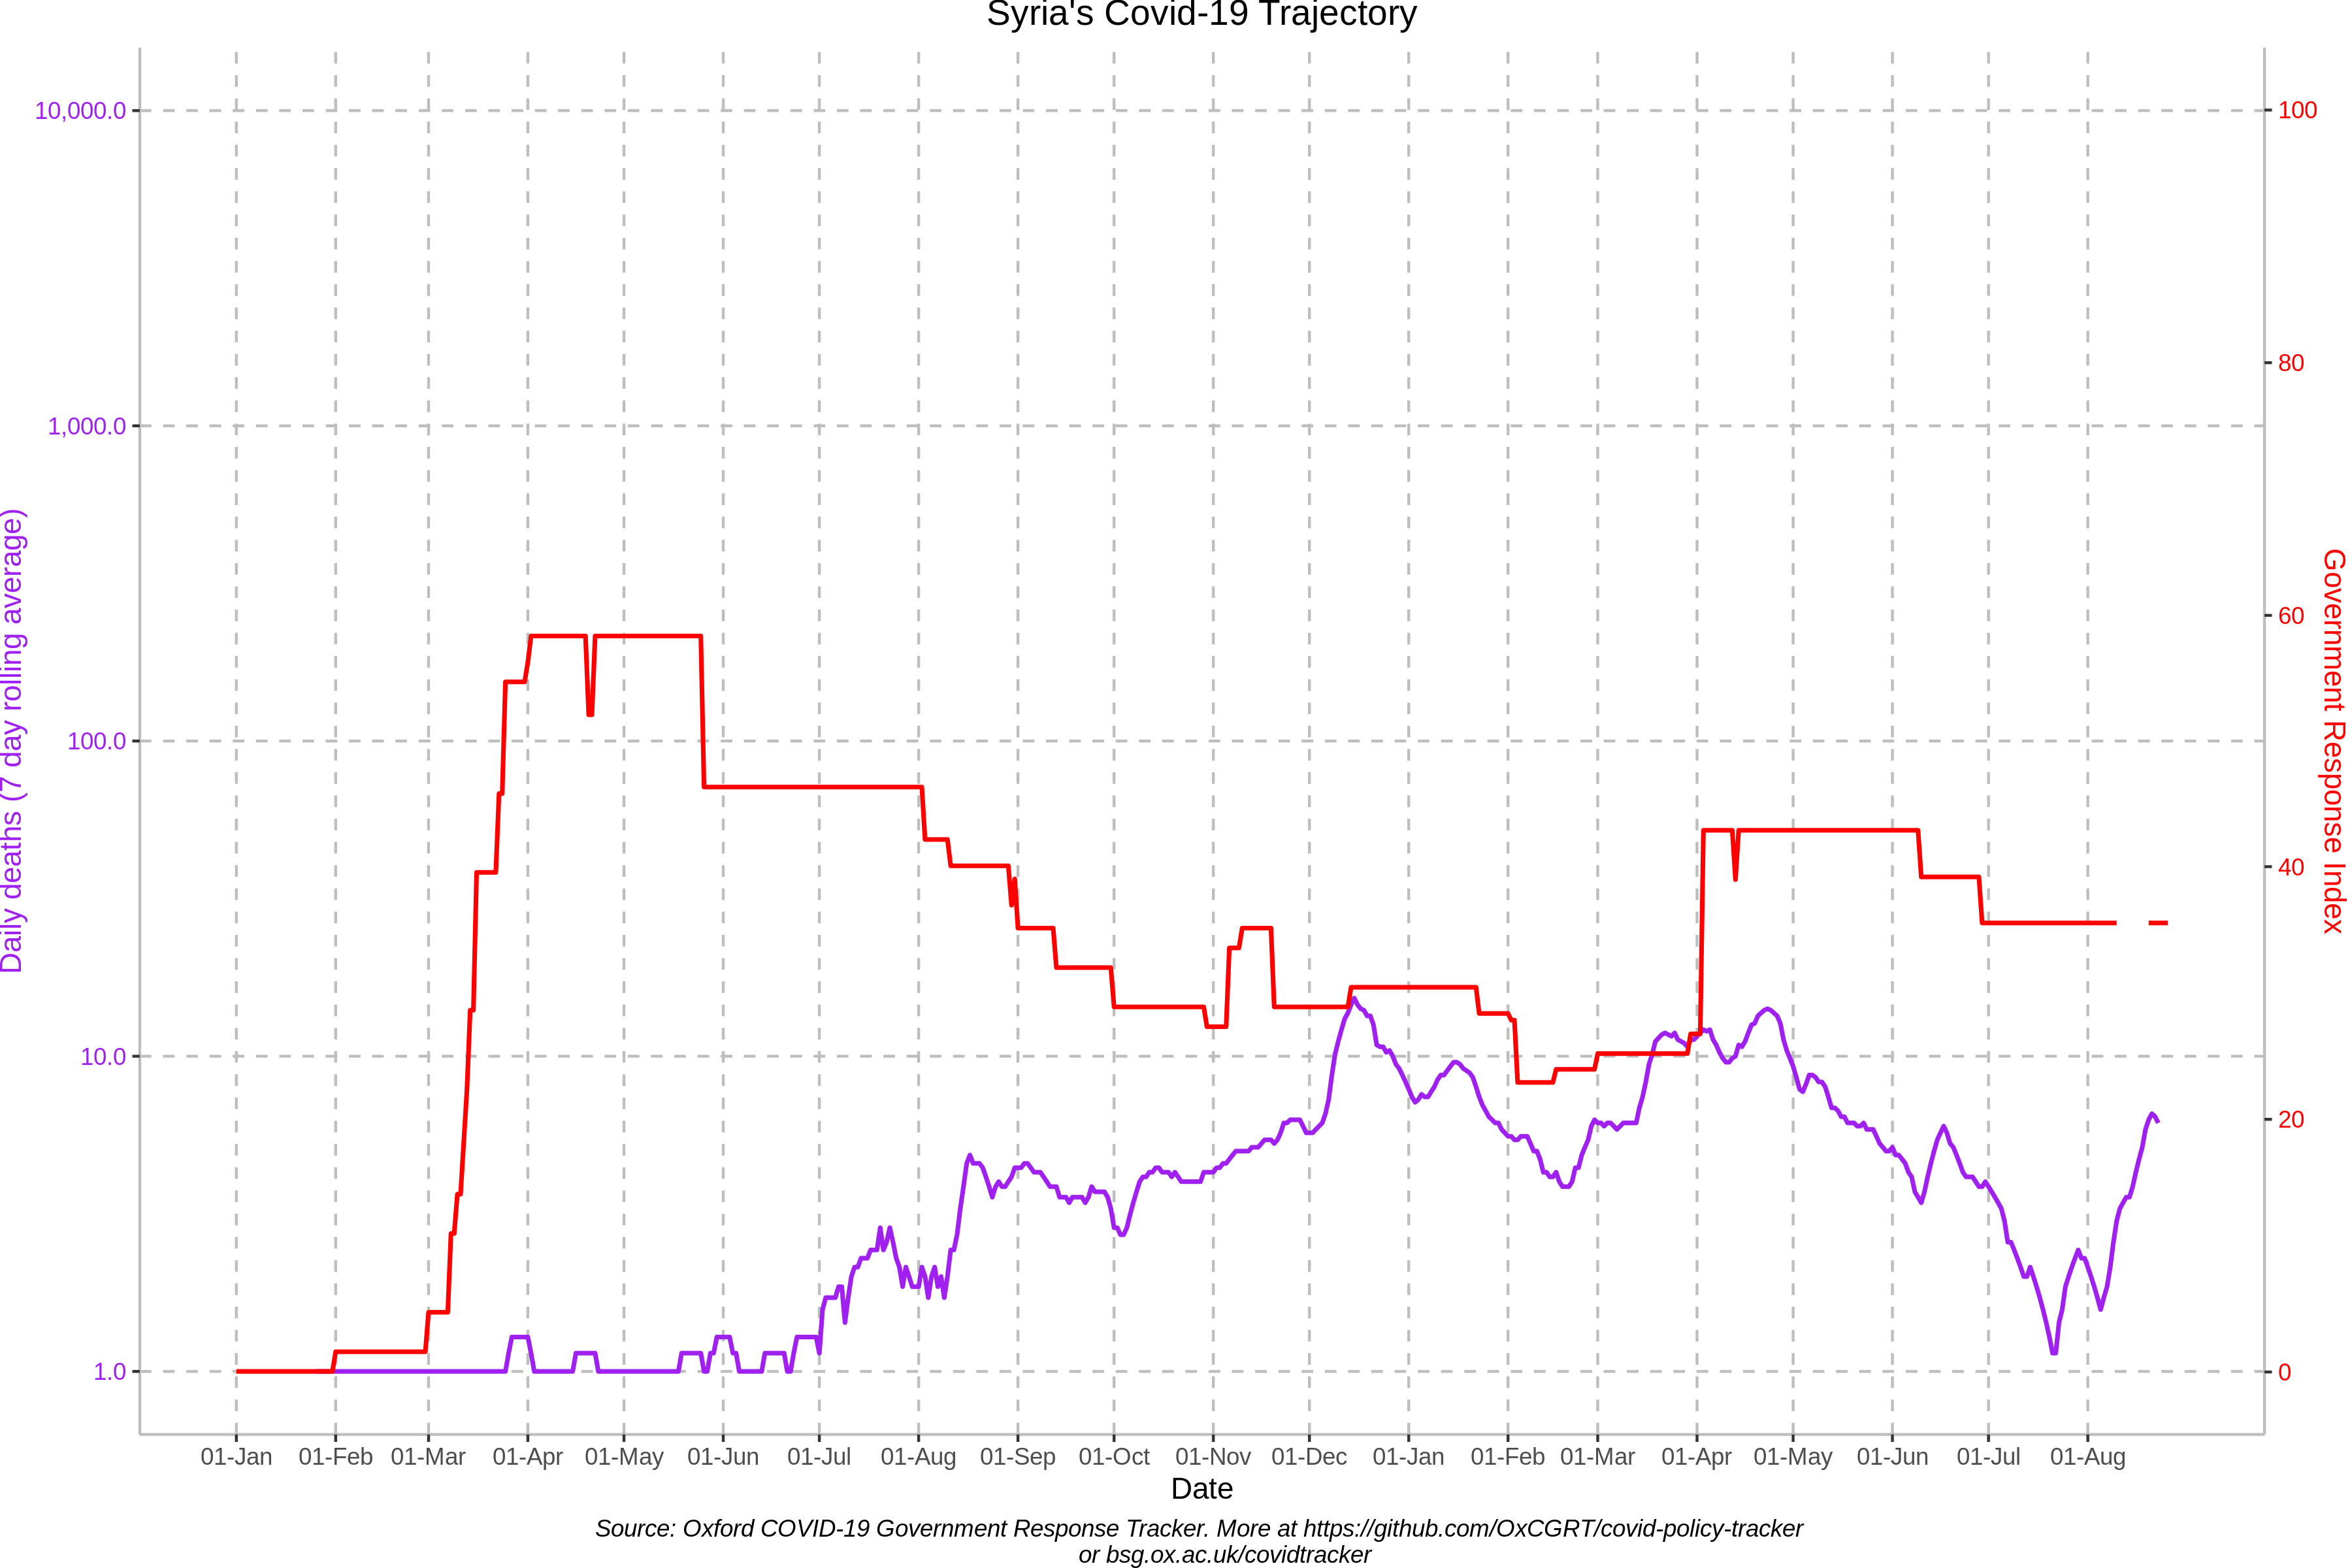 Syria's Covid-19 Trajectory
10,000.0
1,000.0
100.0
10.0
1.0
Daily deaths (7 day rolling average)
100
80
60
40
20
0
Government Response Index
01-Jan 01-Feb 01-Mar 01-Apr 01-May 01-Jun 01-Jul 01-Aug 01-Sep 01-Oct 01-Nov 01-Dec 01-Jan 01-Feb 01-Mar 01-Apr 01-May 01-Jun 01-Jul 01-Aug
Date
Source: Oxford COVID-19 Government Response Tracker. More at https://github.com/OxCGRT/covid-policy-tracker
or bsg.ox.ac.uk/covidtracker